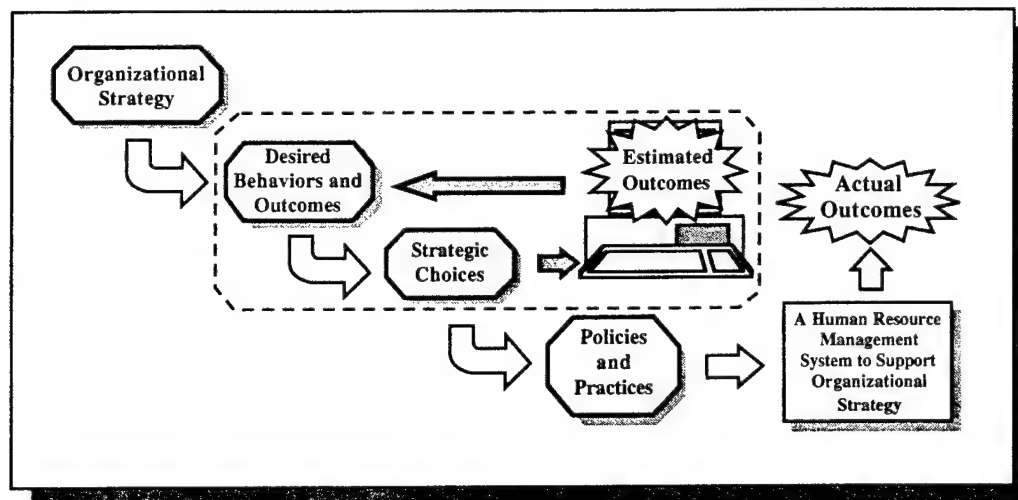 Organizational
Strategy
Desired
Behaviors and
Outcomes
Estimated
Outcomes
Actual
Outcomes
Strategic
Choices
Policies
and
Practices
A Human Resource
Management
System to Support
Organizational
Strategy